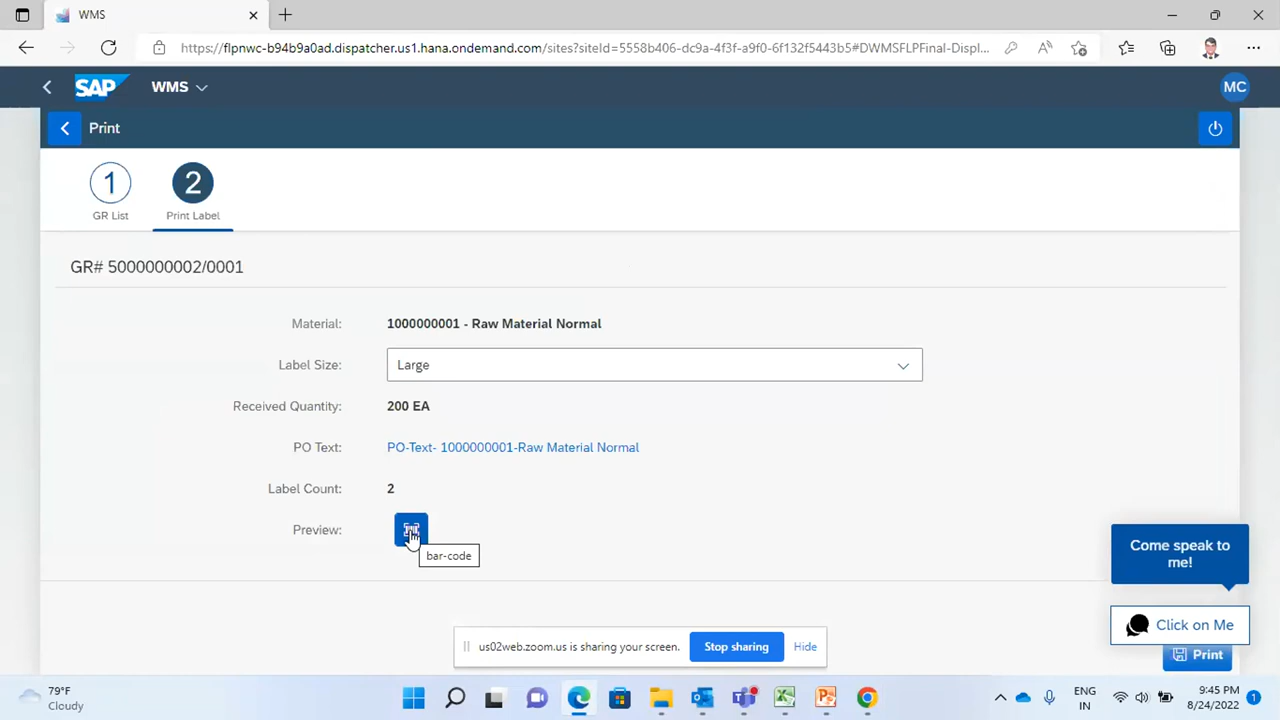 WMS
https://flpnwc-b94b9a0ad.dispatcher.us1.hana.ondemand.com/sites?siteId=5558b406-dc9a-4f3f-a9f0-6f132f5443b5#DWMSFLPFinal-Displ...
SAP WMS MC
Print
1 2
GR List Print Label
GR# 5000000002/0001
Material: 1000000001 - Raw Material Normal
Label Size: Large
Received Quantity: 200 EA
PO Text: PO-Text- 1000000001-Raw Material Normal
Label Count: 2
Preview:
bar-code
Come speak to
me!
Click on Me
us02web.zoom.us is sharing your screen. Stop sharing Hide
Print
79°F
Cloudy
ENG
IN
9:45 PM
8/24/2022
1